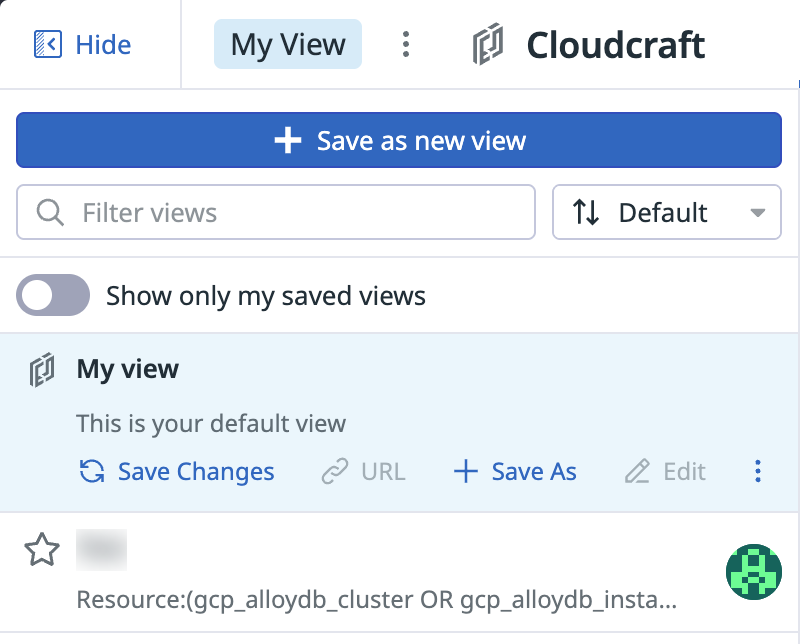 Hide My View Cloudcraft
Save as new view
Filter views Default
Show only my saved views
My view
This is your default view
Save Changes URL Save As Edit
Resource:(gcp_alloydb_cluster OR gcp_alloydb_insta...